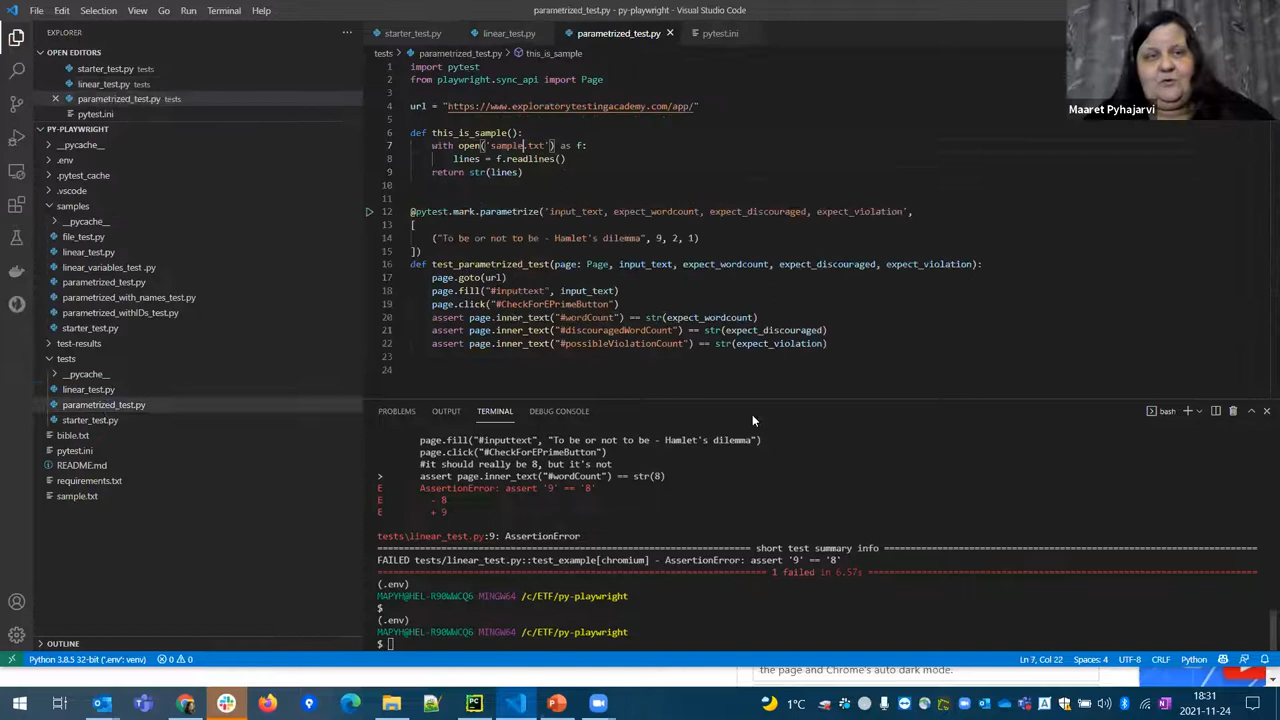 File Edit Selection View Go Run Terminal Help
parametrized_test.py - py-playwright - Visual Studio Code
EXPLORER
OPEN EDITORS
starter_test.py tests
linear_test.py tests
parametrized_test.py tests
pytest.ini
PY-PLAYWRIGHT
__pycache__
.env
.pytest_cache
.vscode
samples
__pycache__
file_test.py
linear_test.py
linear_variables_test .py
parametrized_test.py
parametrized_with_names_test.py
parametrized_withIDs_test.py
starter_test.py
test-results
tests
__pycache__
linear_test.py
parametrized_test.py
starter_test.py
bible.txt
pytest.ini
README.md
requirements.txt
sample.txt
OUTLINE
starter_test.py linear_test.py parametrized_test.py pytest.ini
tests > parametrized_test.py > this_is_sample
1 import pytest
2 from playwright.sync_api import Page
3
4 url = "https://www.exploratorytestingacademy.com/app/"
5
6 def this_is_sample():
7 with open('sample.txt') as f:
8 lines = f.readlines()
9 return str(lines)
10
11
12 @pytest.mark.parametrize('input_text, expect_wordcount, expect_discouraged, expect_violation',
13 [
14 ("To be or not to be - Hamlet's dilemma", 9, 2, 1)
15 ])
16 def test_parametrized_test(page: Page, input_text, expect_wordcount, expect_discouraged, expect_violation):
17 page.goto(url)
18 page.fill("#inputtext", input_text)
19 page.click("#CheckForEPrimeButton")
20 assert page.inner_text("#wordCount") == str(expect_wordcount)
21 assert page.inner_text("#discouragedWordCount") == str(expect_discouraged)
22 assert page.inner_text("#possibleViolationCount") == str(expect_violation)
23
24
Maaret Pyhajarvi
PROBLEMS OUTPUT TERMINAL DEBUG CONSOLE
bash
page.fill("#inputtext", "To be or not to be - Hamlet's dilemma")
page.click("#CheckForEPrimeButton")
#it should really be 8, but it's not
> assert page.inner_text("#wordCount") == str(8)
E AssertionError: assert '9' == '8'
E - 8
E + 9
tests\linear_test.py:9: AssertionError
short test summary info
FAILED tests/linear_test.py::test_example[chromium] - AssertionError: assert '9' == '8'
1 failed in 6.57s
(.env)
MAPYH@HEL-R90WWCQ6 MINGW64 /c/ETF/py-playwright
$
(.env)
MAPYH@HEL-R90WWCQ6 MINGW64 /c/ETF/py-playwright
$
Python 3.8.5 32-bit ('.env': venv) 0 0
Ln 7, Col 22 Spaces: 4 UTF-8 CRLF Python
the page and Chrome's auto dark mode.
1°C
18:31
2021-11-24